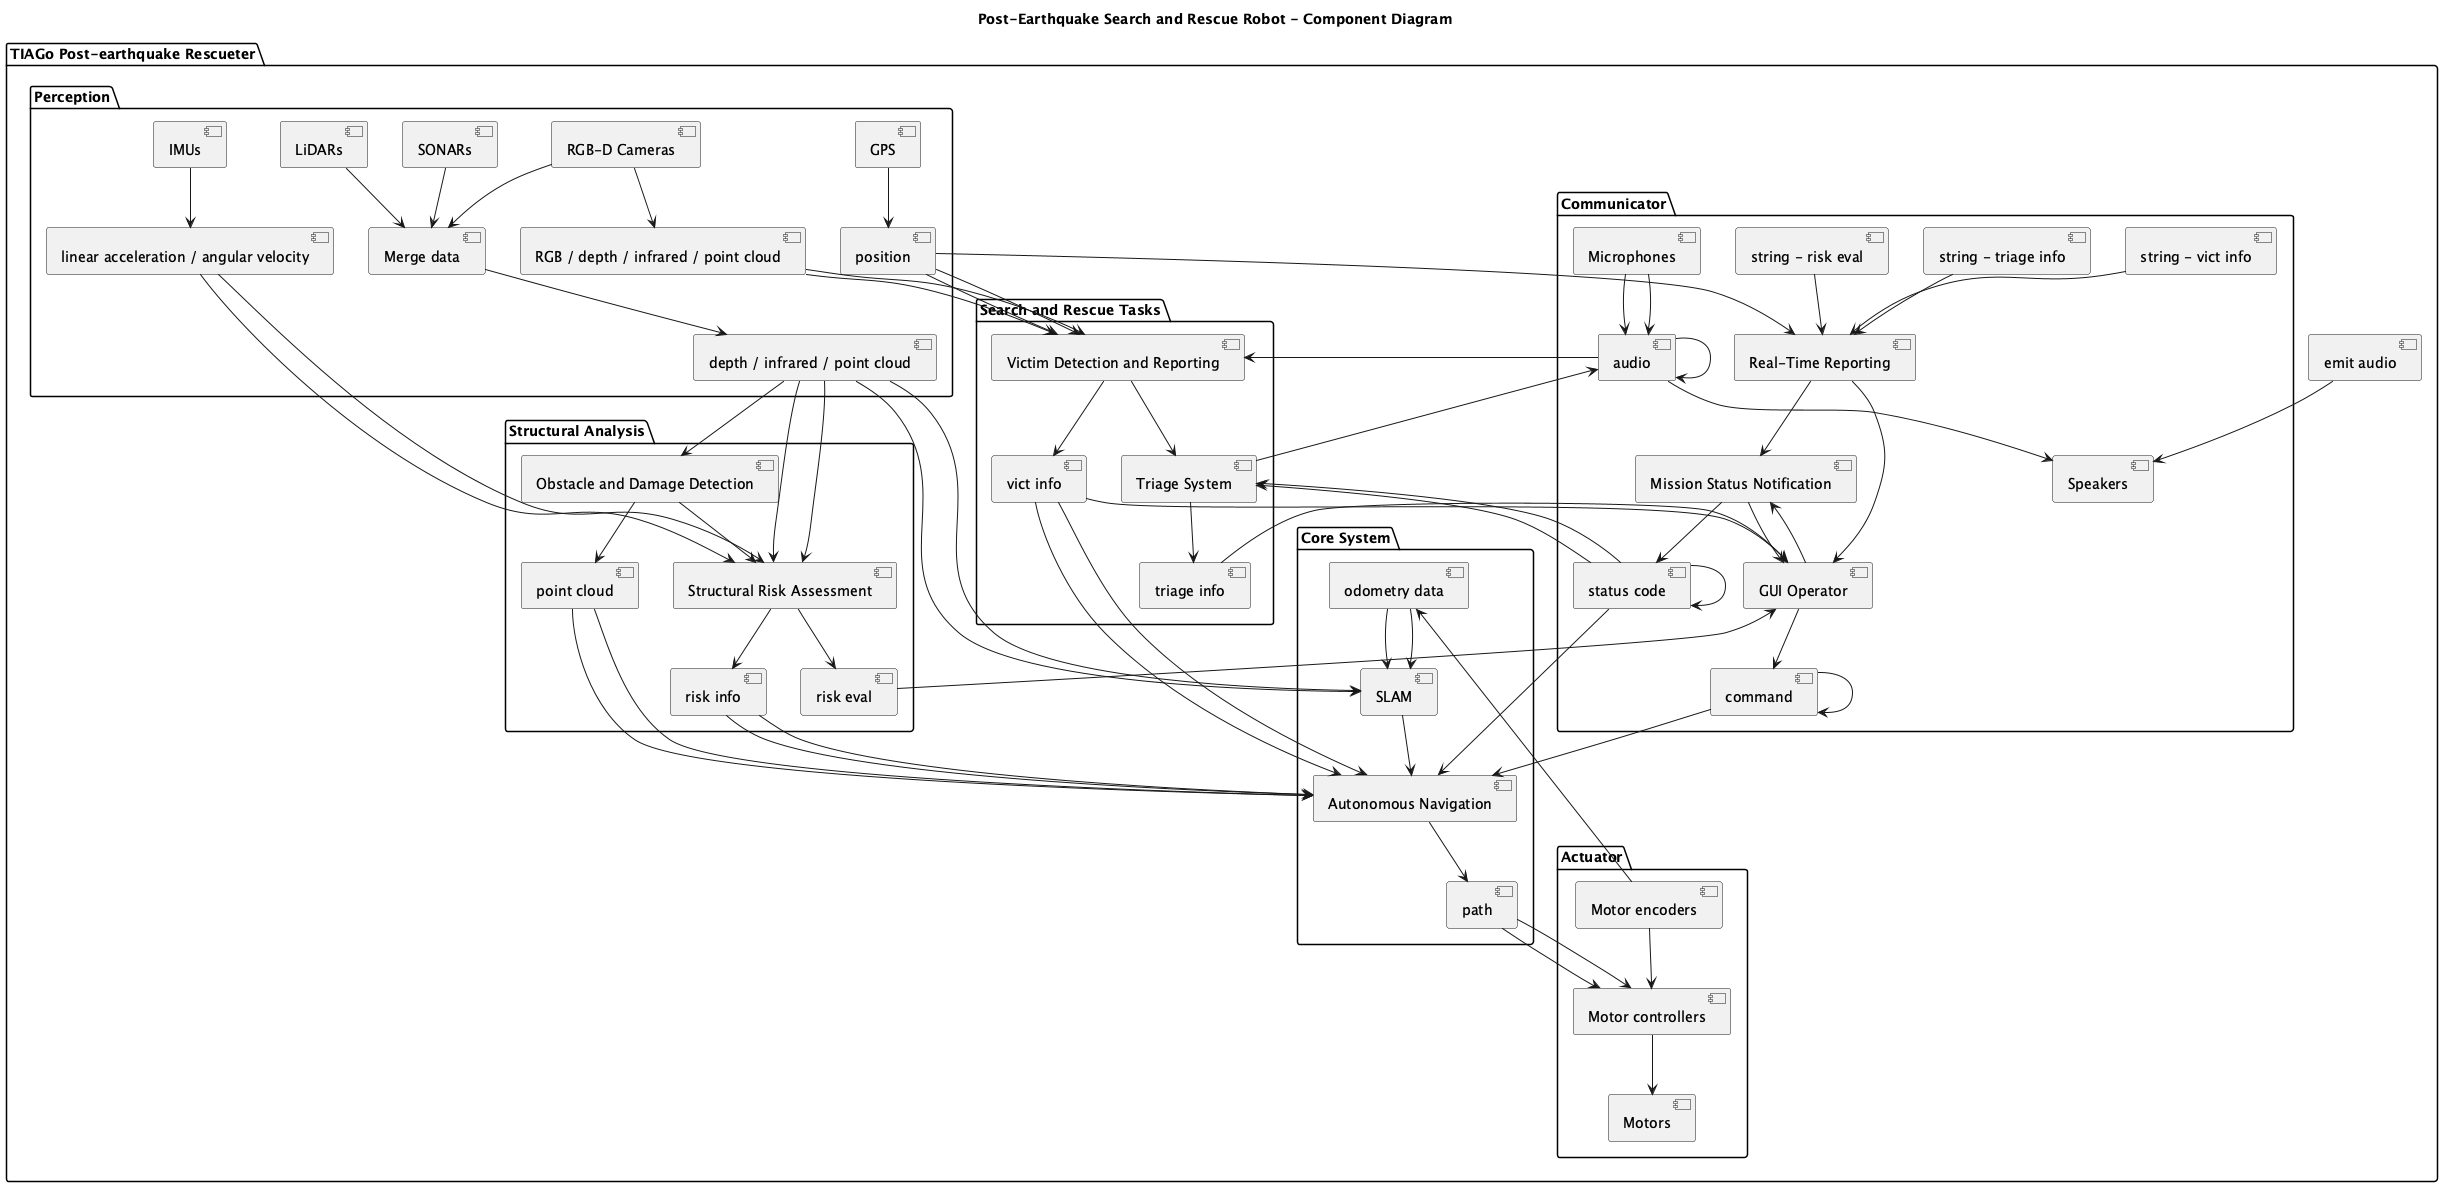 Post-Earthquake Search and Rescue Robot - Component Diagram
TIAGo Post-earthquake Rescueter
Perception
IMUs
LiDARs
SONARs
RGB-D Cameras
GPS
linear acceleration / angular velocity
Merge data
RGB / depth / infrared / point cloud
position
depth / infrared / point cloud
Communicator
Microphones
string - risk eval
string - triage info
string - vict info
audio
Real-Time Reporting
emit audio
Mission Status Notification
Speakers
status code
GUI Operator
command
Search and Rescue Tasks
Victim Detection and Reporting
vict info
Triage System
triage info
Structural Analysis
Obstacle and Damage Detection
point cloud
Structural Risk Assessment
risk info
risk eval
Core System
odometry data
SLAM
Autonomous Navigation
path
Actuator
Motor encoders
Motor controllers
Motors